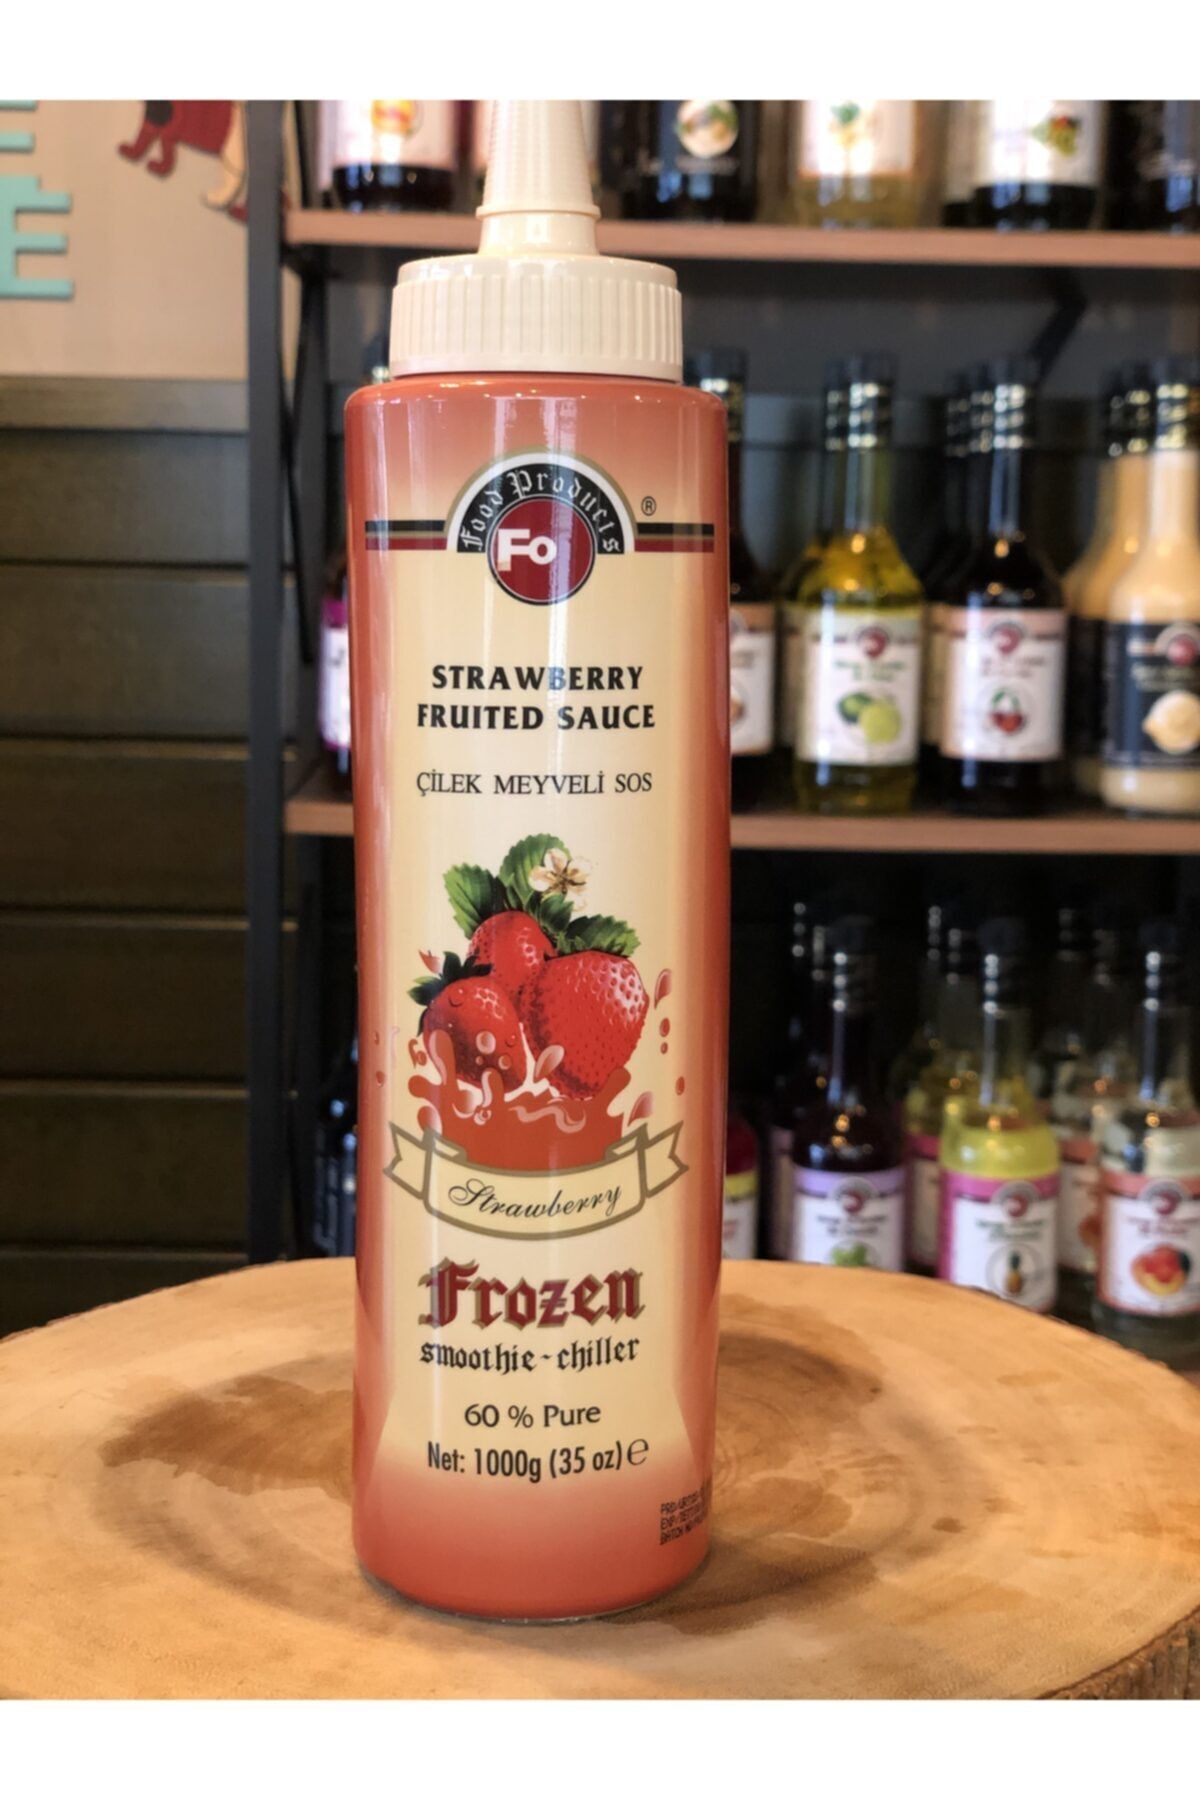 Food Products
Fo
®
STRAWBERRY
FRUITED SAUCE
ÇİLEK MEYVELİ SOS
Strawberry
Frozen
smoothie-chiller
60 % Pure
Net: 1000g (35 oz) ℮